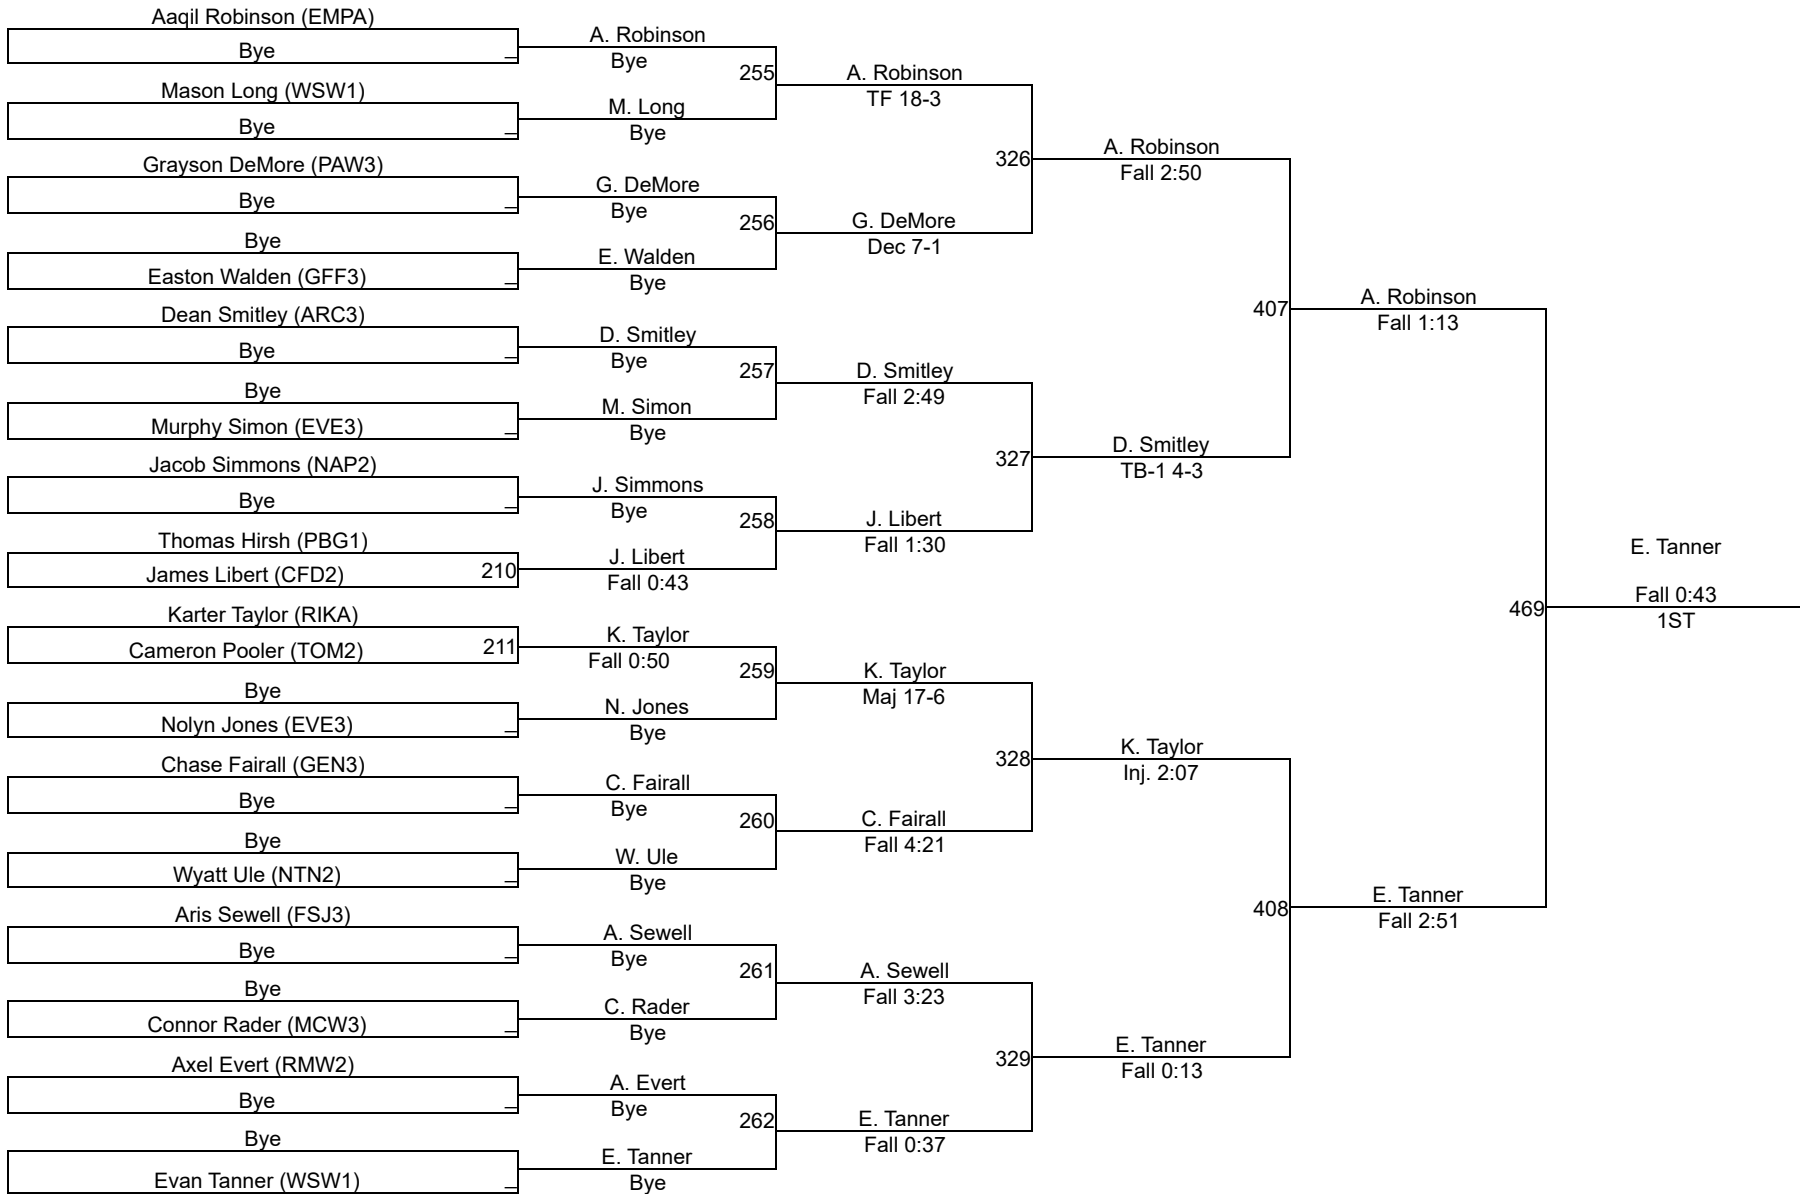 Aaqil Robinson (EMPA)
Bye
Mason Long (WSW1)
Bye
Grayson DeMore (PAW3)
Bye
Bye
Easton Walden (GFF3)
Dean Smitley (ARC3)
Bye
Bye
Murphy Simon (EVE3)
Jacob Simmons (NAP2)
Bye
Thomas Hirsh (PBG1)
James Libert (CFD2)
210
Karter Taylor (RIKA)
Cameron Pooler (TOM2)
211
Bye
Nolyn Jones (EVE3)
Chase Fairall (GEN3)
Bye
Bye
Wyatt Ule (NTN2)
Aris Sewell (FSJ3)
Bye
Bye
Connor Rader (MCW3)
Axel Evert (RMW2)
Bye
Bye
Evan Tanner (WSW1)
A. Robinson
Bye
255
M. Long
Bye
G. DeMore
Bye
256
E. Walden
Bye
D. Smitley
Bye
257
M. Simon
Bye
J. Simmons
Bye
258
J. Libert
Fall 0:43
K. Taylor
Fall 0:50
259
N. Jones
Bye
C. Fairall
Bye
260
W. Ule
Bye
A. Sewell
Bye
261
C. Rader
Bye
A. Evert
Bye
262
E. Tanner
Bye
A. Robinson
TF 18-3
326
G. DeMore
Dec 7-1
D. Smitley
Fall 2:49
327
J. Libert
Fall 1:30
K. Taylor
Maj 17-6
328
C. Fairall
Fall 4:21
A. Sewell
Fall 3:23
329
E. Tanner
Fall 0:37
A. Robinson
Fall 2:50
407
D. Smitley
TB-1 4-3
K. Taylor
Inj. 2:07
408
E. Tanner
Fall 0:13
A. Robinson
Fall 1:13
469
E. Tanner
Fall 2:51
E. Tanner
Fall 0:43
1ST